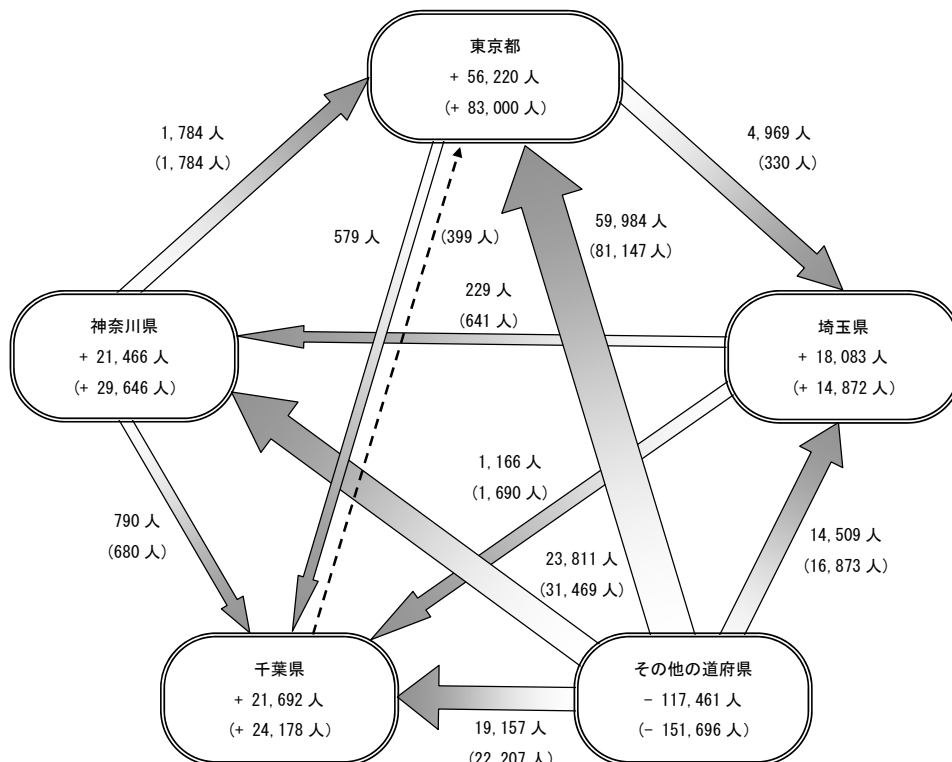 東京都
+ 56,220 人
(+ 83,000 人)
1,784 人
(1,784 人)
4,969 人
(330 人)
579 人
(399 人)
59,984 人
(81,147 人)
229 人
(641 人)
神奈川県
+ 21,466 人
(+ 29,646 人)
埼玉県
+ 18,083 人
(+ 14,872 人)
1,166 人
(1,690 人)
790 人
(680 人)
23,811 人
(31,469 人)
14,509 人
(16,873 人)
千葉県
+ 21,692 人
(+ 24,178 人)
その他の道府県
- 117,461 人
(- 151,696 人)
19,157 人
(22,207 人)